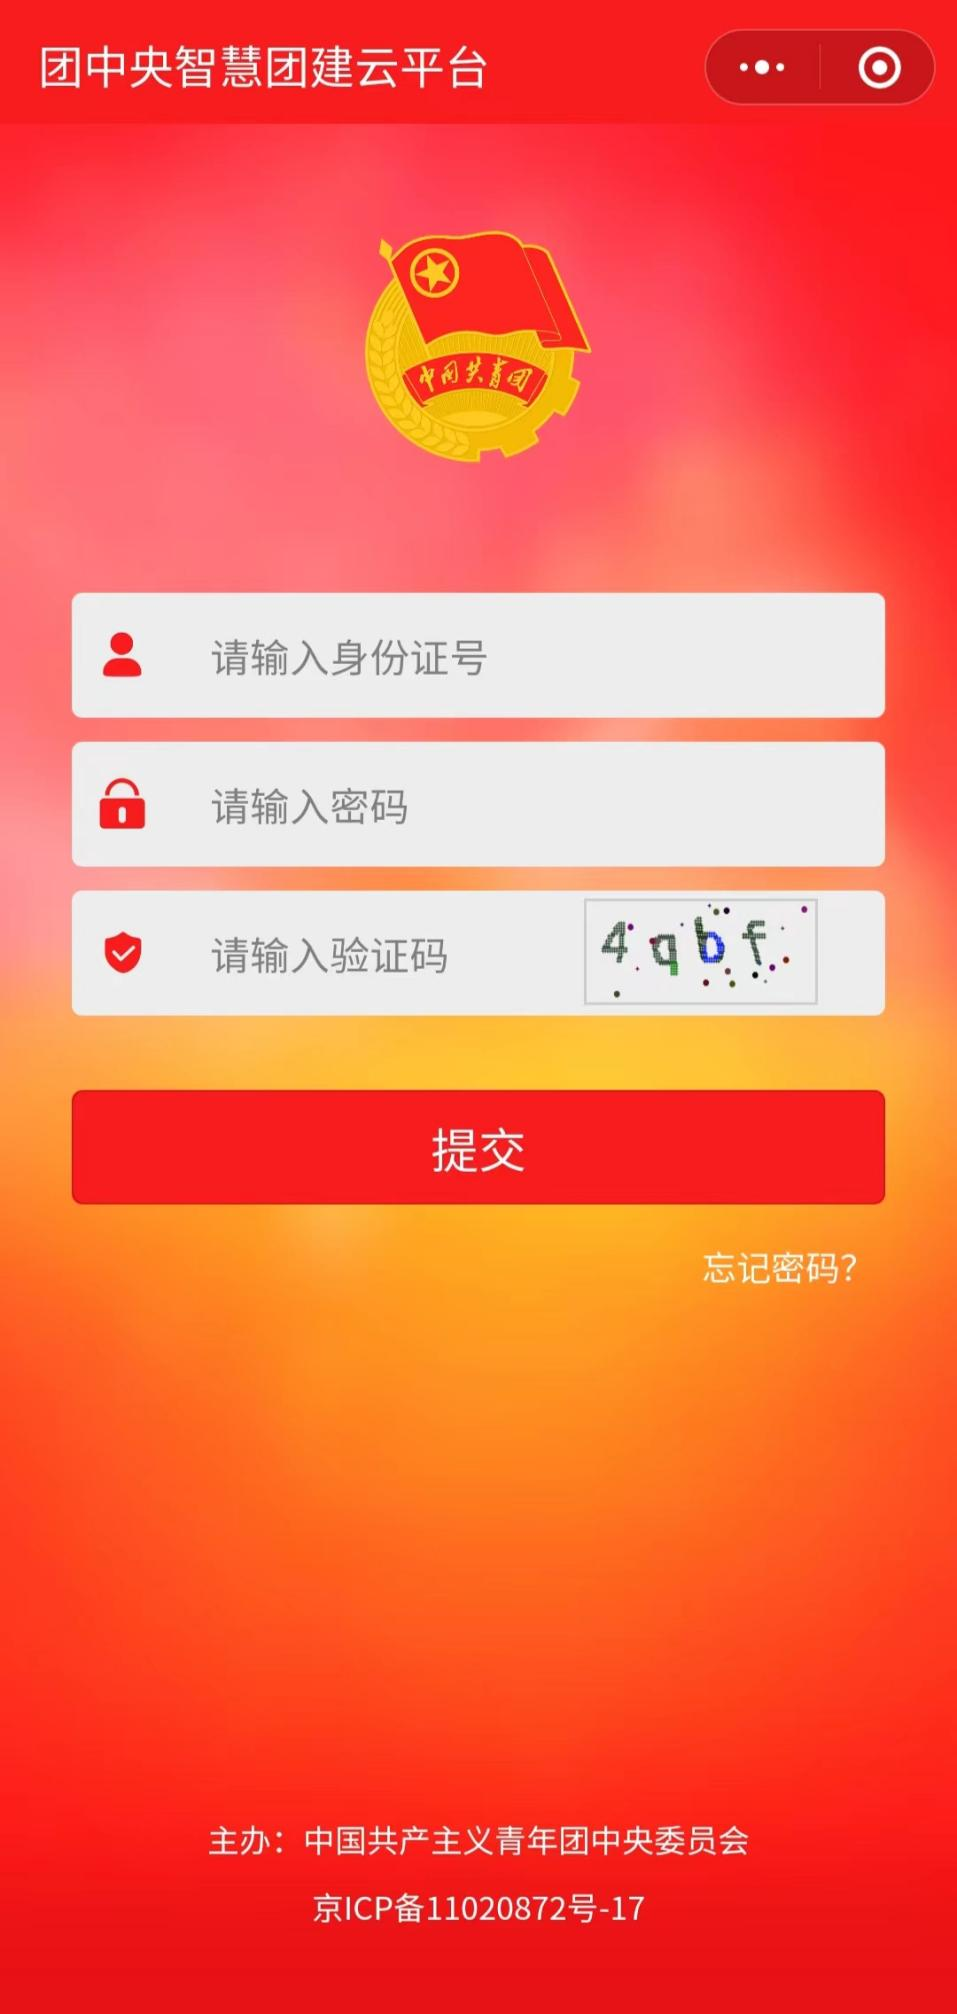 团中央智慧团建云平台
中国共青团
请输入身份证号
请输入密码
请输入验证码
4qbf
提交
忘记密码?
主办：中国共产主义青年团中央委员会
京ICP备11020872号-17